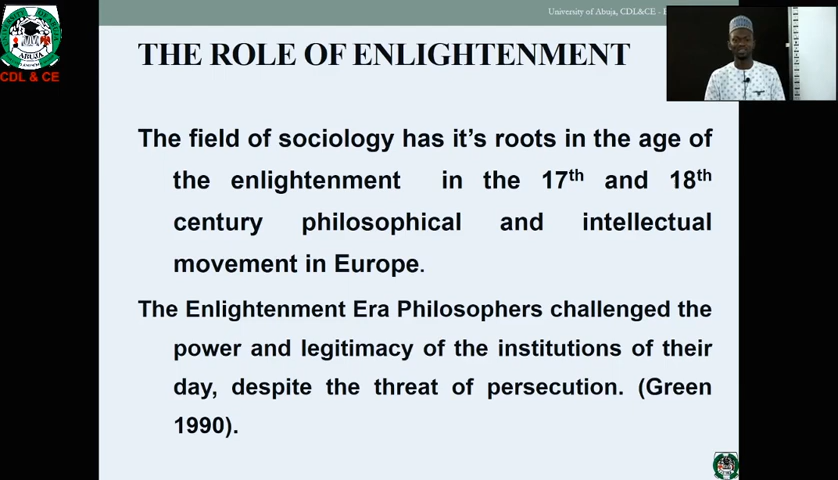 University of Abuja, CDL&CE -
ABUJA
CDL & CE
THE ROLE OF ENLIGHTENMENT
The field of sociology has it's roots in the age of
the enlightenment in the 17th and 18th
century philosophical and intellectual
movement in Europe.
The Enlightenment Era Philosophers challenged the
power and legitimacy of the institutions of their
day, despite the threat of persecution. (Green
1990).